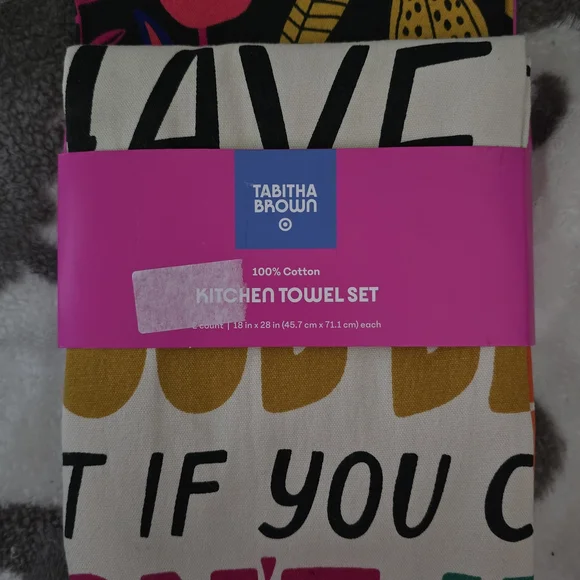 HAVE
TABITHA
BROWN
100% Cotton
KITCHEN TOWEL SET
count | 18 in x 28 in (45.7 cm x 71.1 cm) each
T IF YOU C